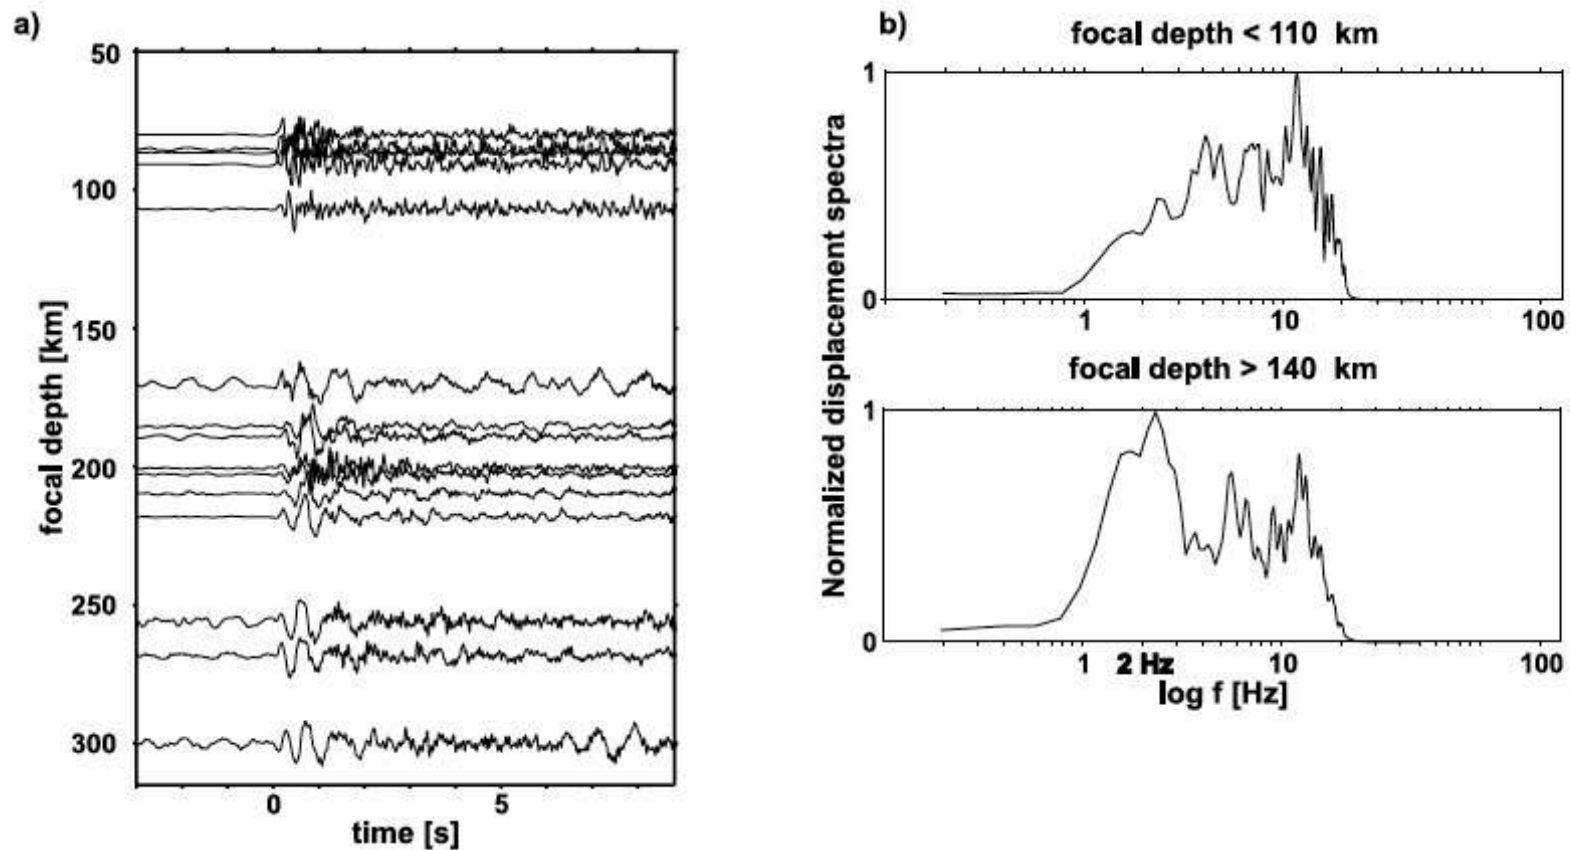 a)
50
100
150
200
250
300
focal depth [km]
0
5
time [s]
b)
focal depth < 110 km
1
0
1
10
100
Normalized displacement spectra
focal depth > 140 km
1
0
1
2 Hz
10
100
log f [Hz]